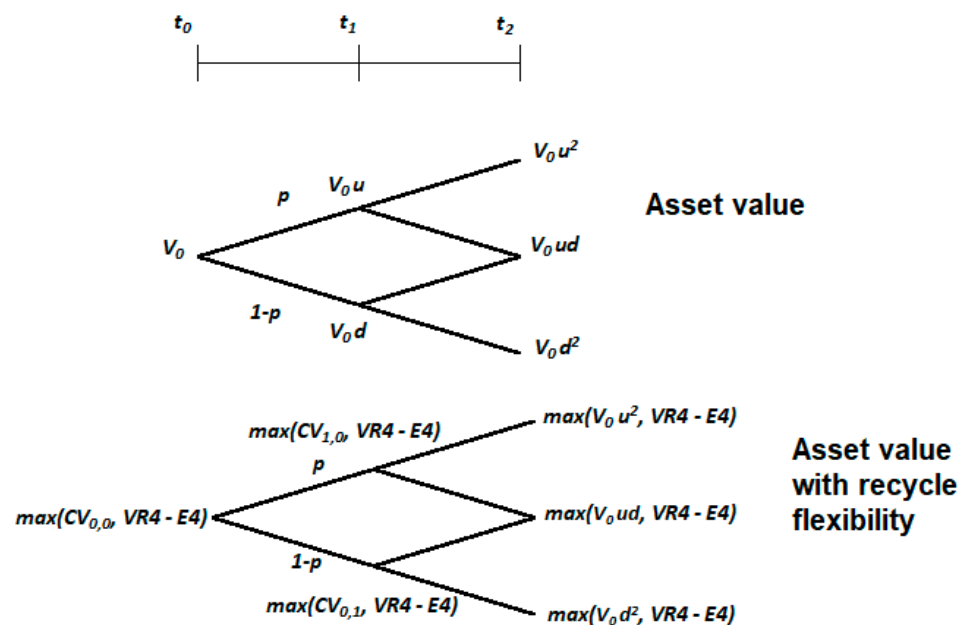 t₀ t₁ t₂
V₀u²
p V₀u
Asset value
V₀ V₀ud
1-p V₀d
V₀d²
max(CV₁,₀, VR4 - E4) max(V₀u², VR4 - E4)
p
Asset value
with recycle
flexibility
max(CV₀,₀, VR4 - E4) max(V₀ud, VR4 - E4)
1-p
max(CV₀,₁, VR4 - E4) max(V₀d², VR4 - E4)